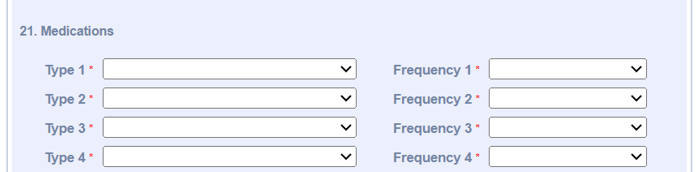 21. Medications
Type 1 * Frequency 1 *
Type 2 * Frequency 2 *
Type 3 * Frequency 3 *
Type 4 * Frequency 4 *